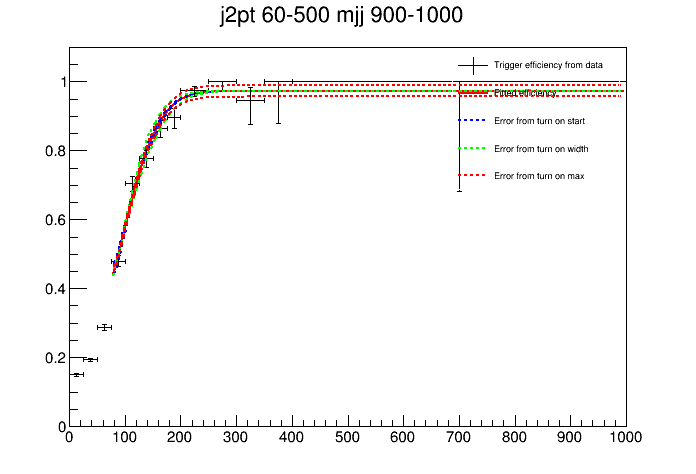 j2pt 60-500 mjj 900-1000
1
Trigger efficiency from data
Fitted efficiency
Error from turn on start
Error from turn on width
Error from turn on max
0.8
0.6
0.4
0.2
0
0 100 200 300 400 500 600 700 800 900 1000